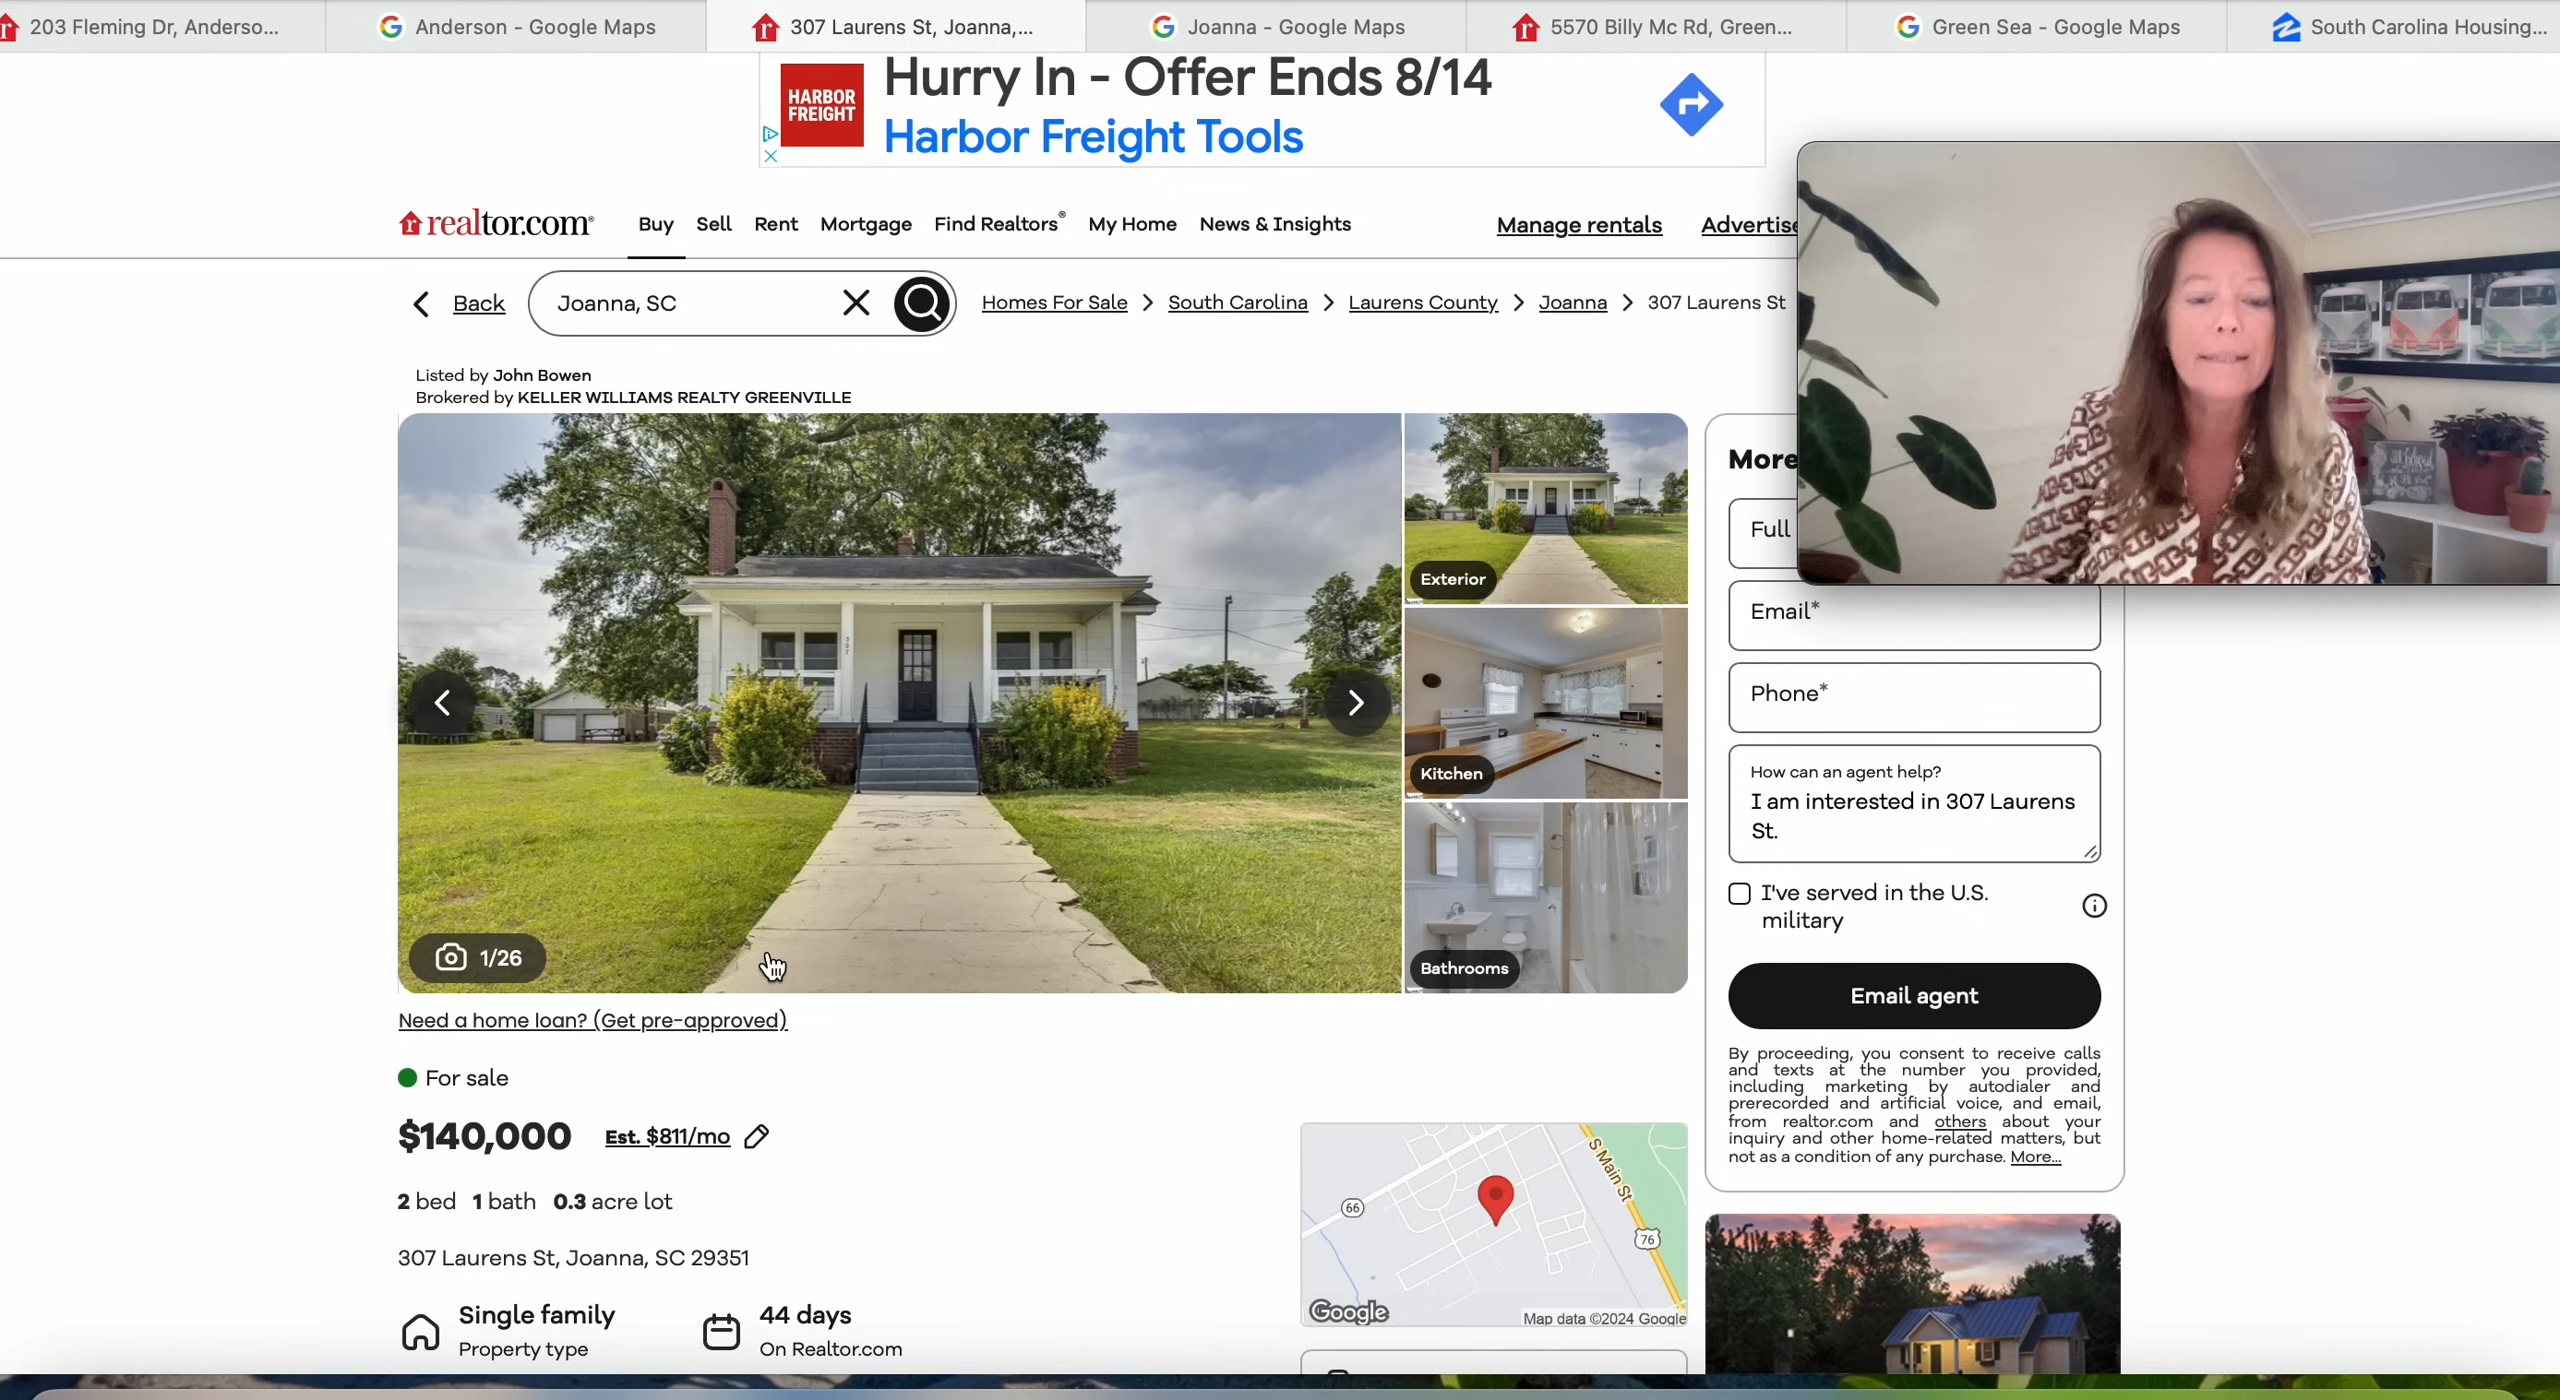 203 Fleming Dr, Anderso...
Anderson - Google Maps
307 Laurens St, Joanna,...
Joanna - Google Maps
5570 Billy Mc Rd, Green...
Green Sea - Google Maps
South Carolina Housing...
HARBOR
FREIGHT
Hurry In - Offer Ends 8/14
Harbor Freight Tools
realtor.com®
Buy
Sell
Rent
Mortgage
Find Realtors®
My Home
News & Insights
Manage rentals
Advertise
Back
Joanna, SC
Homes For Sale > South Carolina > Laurens County > Joanna > 307 Laurens St
Listed by John Bowen
Brokered by KELLER WILLIAMS REALTY GREENVILLE
307
Exterior
Kitchen
Bathrooms
1/26
More
Full
Email*
Phone*
How can an agent help?
I am interested in 307 Laurens
St.
I've served in the U.S.
military
Email agent
By proceeding, you consent to receive calls
and texts at the number you provided,
including marketing by autodialer and
prerecorded and artificial voice, and email,
from realtor.com and others about your
inquiry and other home-related matters, but
not as a condition of any purchase. More...
Need a home loan? (Get pre-approved)
For sale
$140,000
Est. $811/mo
2 bed 1 bath 0.3 acre lot
307 Laurens St, Joanna, SC 29351
Single family
Property type
44 days
On Realtor.com
S Main St
66
76
Google
Map data ©2024 Google